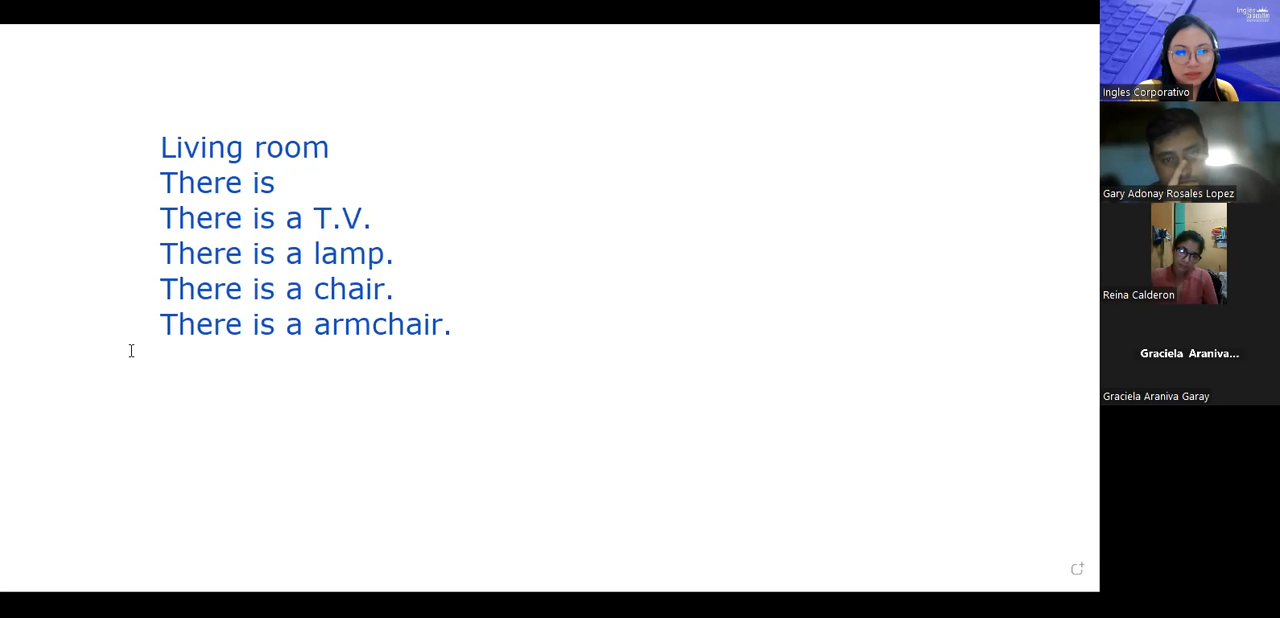 Living room
There is
There is a T.V.
There is a lamp.
There is a chair.
There is a armchair.
Ingles
Ingles Corporativo
Gary Adonay Rosales Lopez
Reina Calderon
Graciela Araniva...
Graciela Araniva Garay